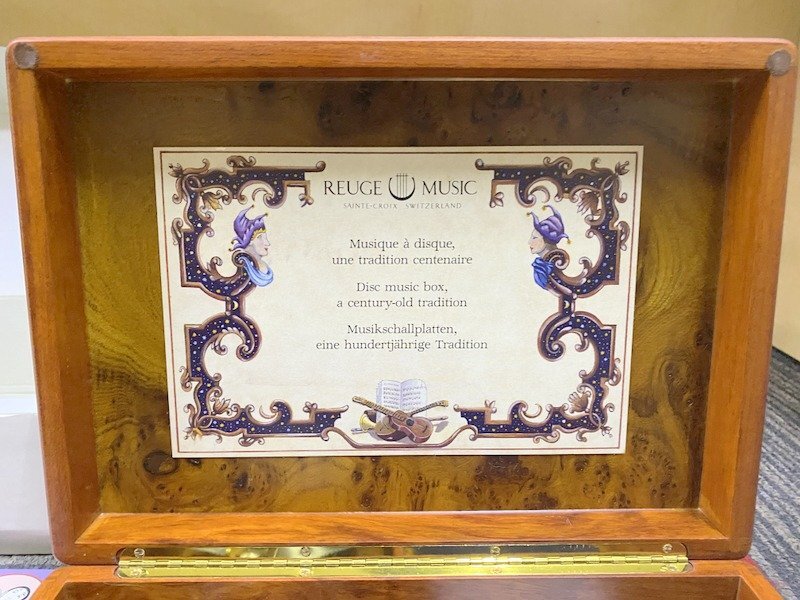 REUGE MUSIC
SAINTE-CROIX SWITZERLAND
Musique à disque,
une tradition centenaire
Disc music box,
a century-old tradition
Musikschallplatten,
eine hundertjährige Tradition